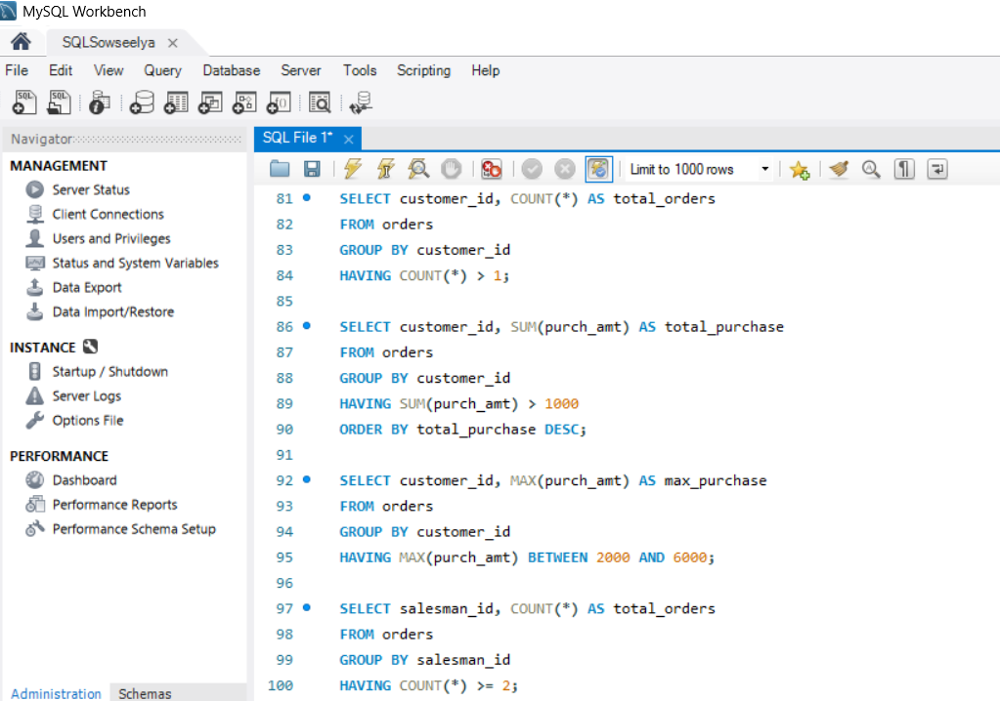 MySQL Workbench
SQLSowseelya
File Edit View Query Database Server Tools Scripting Help
Navigator
SQL File 1*
MANAGEMENT
Server Status
Client Connections
Users and Privileges
Status and System Variables
Data Export
Data Import/Restore
INSTANCE
Startup / Shutdown
Server Logs
Options File
PERFORMANCE
Dashboard
Performance Reports
Performance Schema Setup
Administration Schemas
Limit to 1000 rows
81 SELECT customer_id, COUNT(*) AS total_orders
82 FROM orders
83 GROUP BY customer_id
84 HAVING COUNT(*) > 1;
85
86 SELECT customer_id, SUM(purch_amt) AS total_purchase
87 FROM orders
88 GROUP BY customer_id
89 HAVING SUM(purch_amt) > 1000
90 ORDER BY total_purchase DESC;
91
92 SELECT customer_id, MAX(purch_amt) AS max_purchase
93 FROM orders
94 GROUP BY customer_id
95 HAVING MAX(purch_amt) BETWEEN 2000 AND 6000;
96
97 SELECT salesman_id, COUNT(*) AS total_orders
98 FROM orders
99 GROUP BY salesman_id
100 HAVING COUNT(*) >= 2;